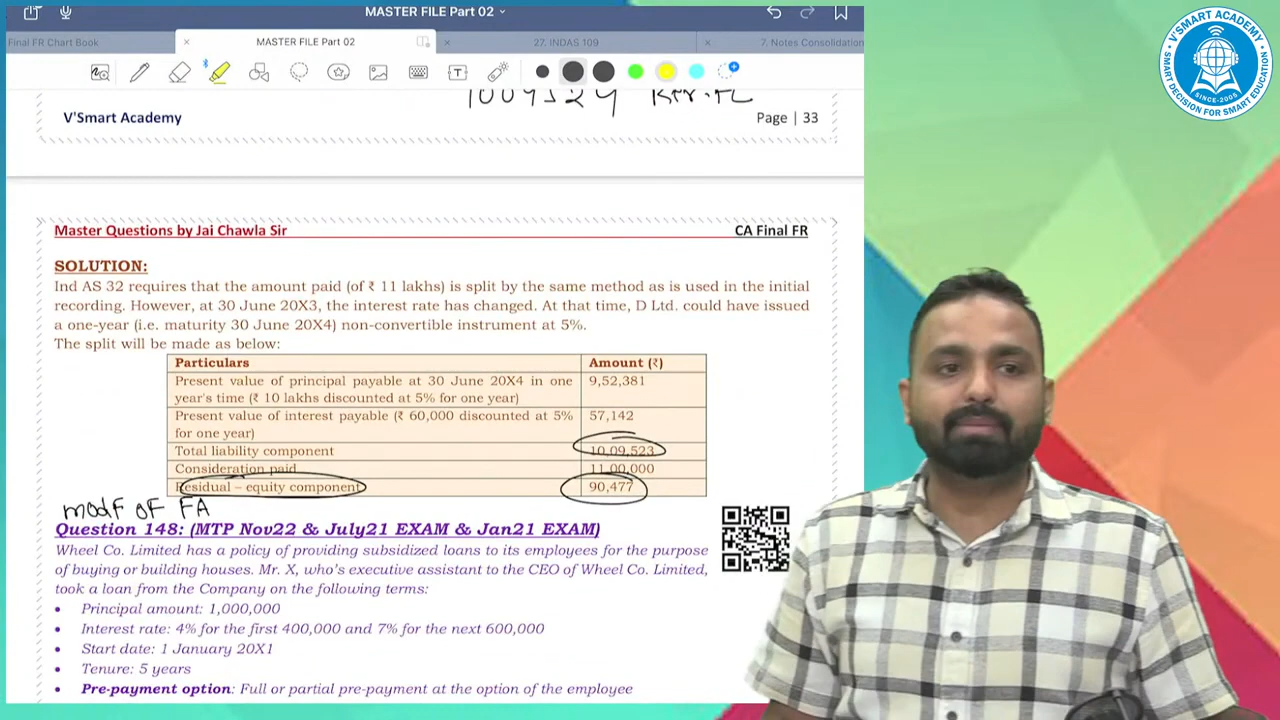 MASTER FILE Part 02
Final FR Chart Book
MASTER FILE Part 02
27. INDAS 109
7. Notes Consolidation
V'SMART ACADEMY
SMART DECISION FOR SMART EDUCATION
SINCE-2005
1009524
V'Smart Academy
Page | 33
Master Questions by Jai Chawla Sir
CA Final FR
SOLUTION:
Ind AS 32 requires that the amount paid (of ₹ 11 lakhs) is split by the same method as is used in the initial
recording. However, at 30 June 20X3, the interest rate has changed. At that time, D Ltd. could have issued
a one-year (i.e. maturity 30 June 20X4) non-convertible instrument at 5%.
The split will be made as below:
Particulars Amount (₹)
Present value of principal payable at 30 June 20X4 in one 9,52,381
year's time (₹ 10 lakhs discounted at 5% for one year)
Present value of interest payable (₹ 60,000 discounted at 5% 57,142
for one year)
Total liability component 10,09,523
Consideration paid 11,00,000
Residual – equity component 90,477
modf OF FA
Question 148: (MTP Nov22 & July21 EXAM & Jan21 EXAM)
Wheel Co. Limited has a policy of providing subsidized loans to its employees for the purpose
of buying or building houses. Mr. X, who's executive assistant to the CEO of Wheel Co. Limited,
took a loan from the Company on the following terms:
• Principal amount: 1,000,000
• Interest rate: 4% for the first 400,000 and 7% for the next 600,000
• Start date: 1 January 20X1
• Tenure: 5 years
• Pre-payment option: Full or partial pre-payment at the option of the employee